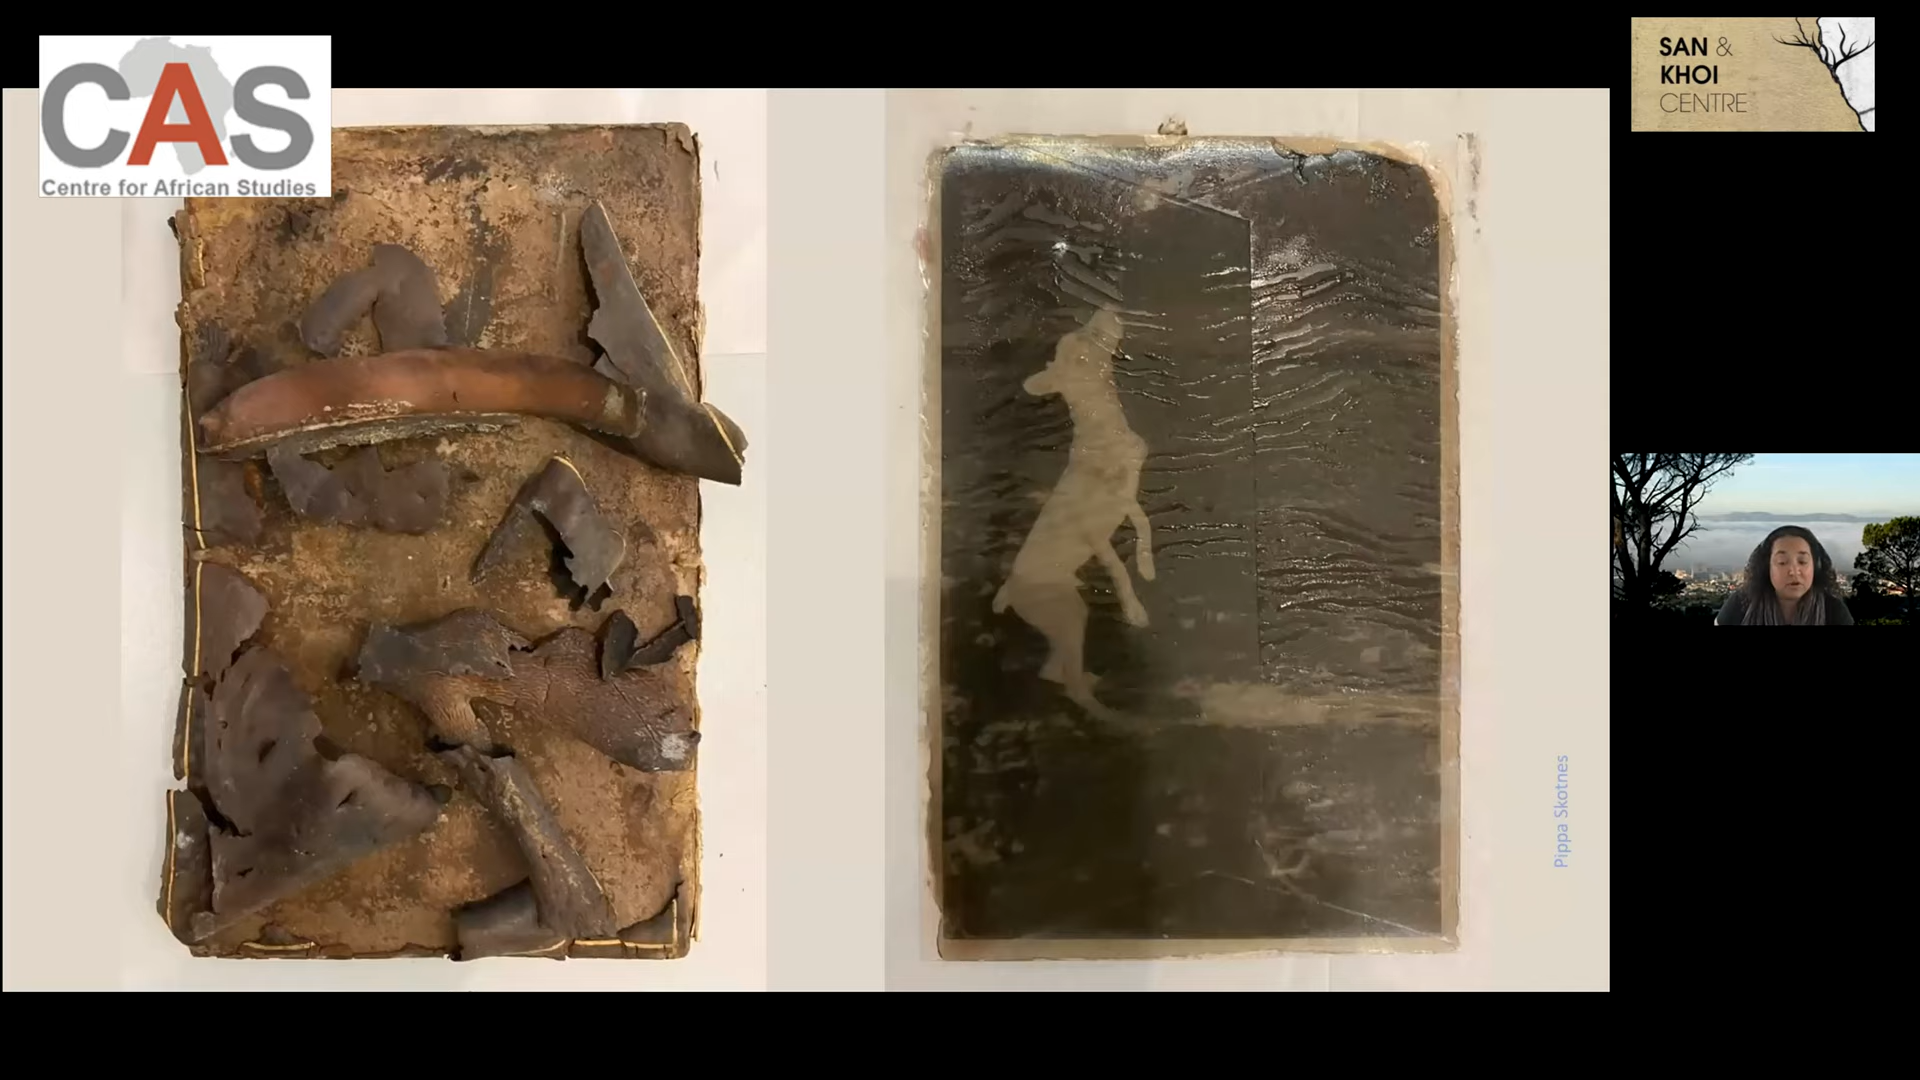 CAS
Centre for African Studies
SAN &
KHOI
CENTRE
Pippa Skotnes